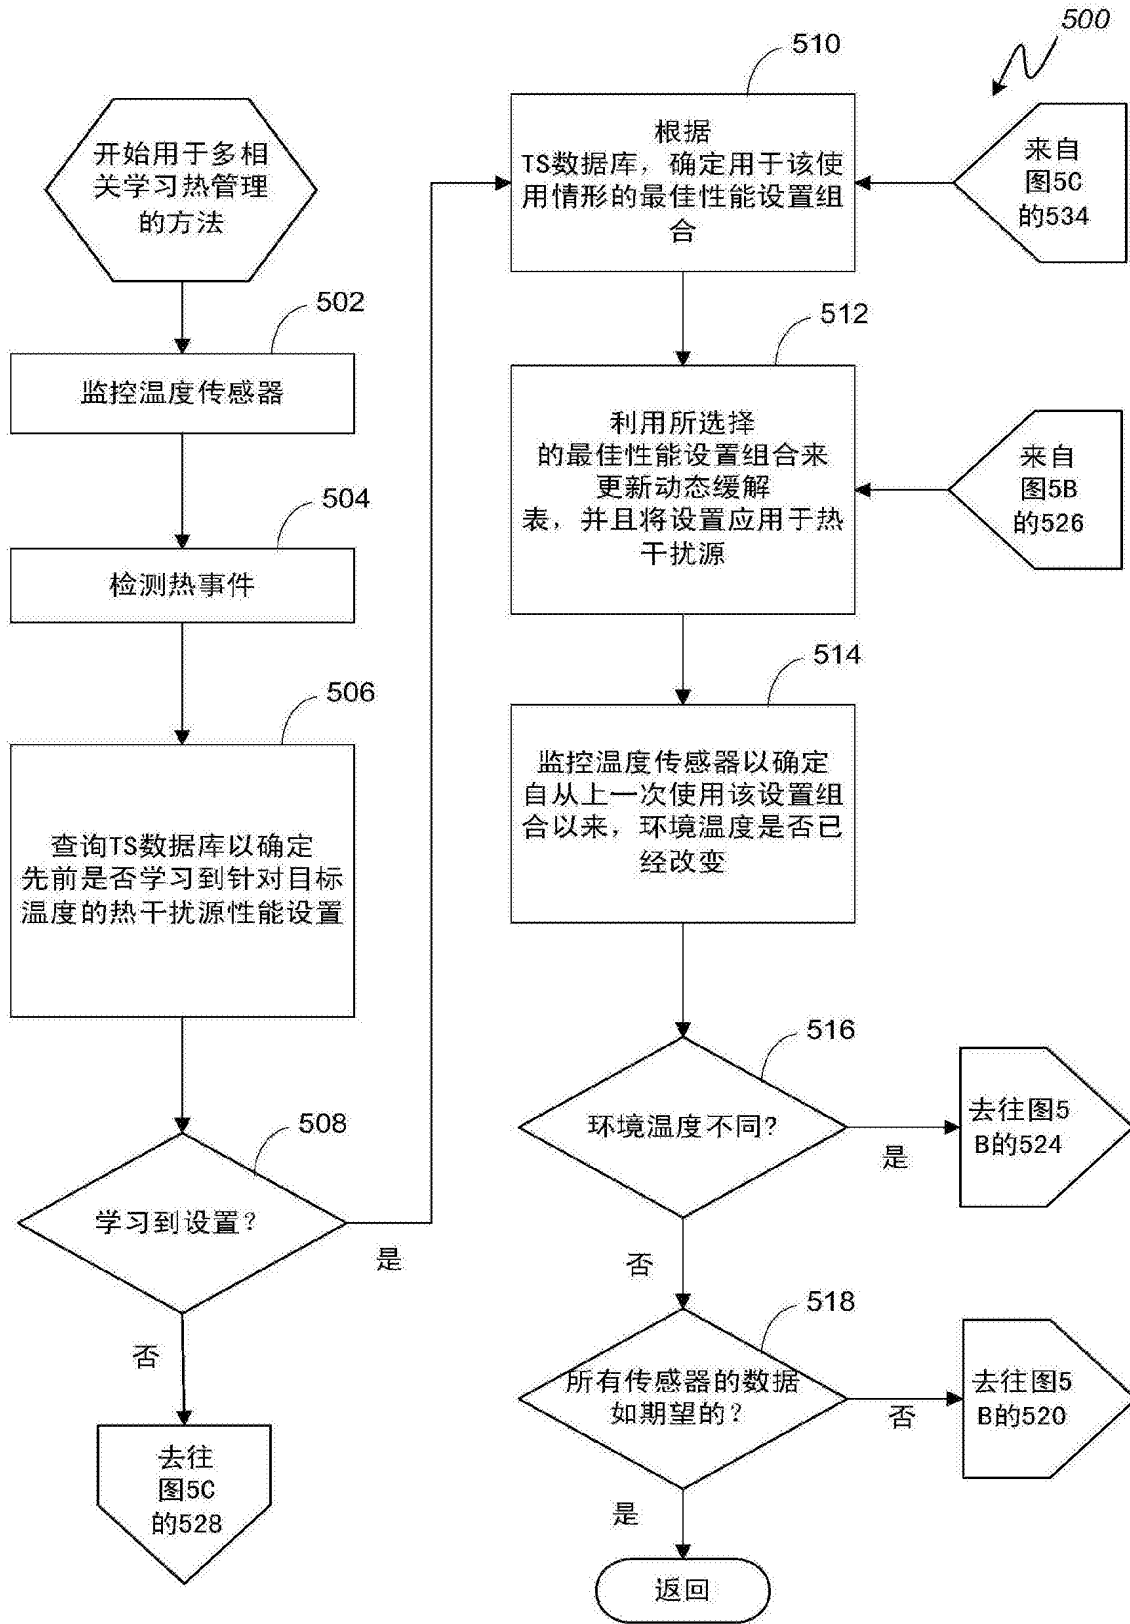 500
开始用于多相
关学习热管理
的方法
502
监控温度传感器
504
检测热事件
506
查询TS数据库以确定
先前是否学习到针对目标
温度的热干扰源性能设置
508
学习到设置?
是
否
去往
图5C
的528
510
根据
TS数据库，确定用于该使
用情形的最佳性能设置组
合
来自
图5C
的534
512
利用所选择
的最佳性能设置组合来
更新动态缓解
表，并且将设置应用于热
干扰源
来自
图5B
的526
514
监控温度传感器以确定
自从上一次使用该设置组
合以来，环境温度是否已
经改变
516
环境温度不同?
是
去往图5
B的524
否
518
所有传感器的数据
如期望的?
否
去往图5
B的520
是
返回